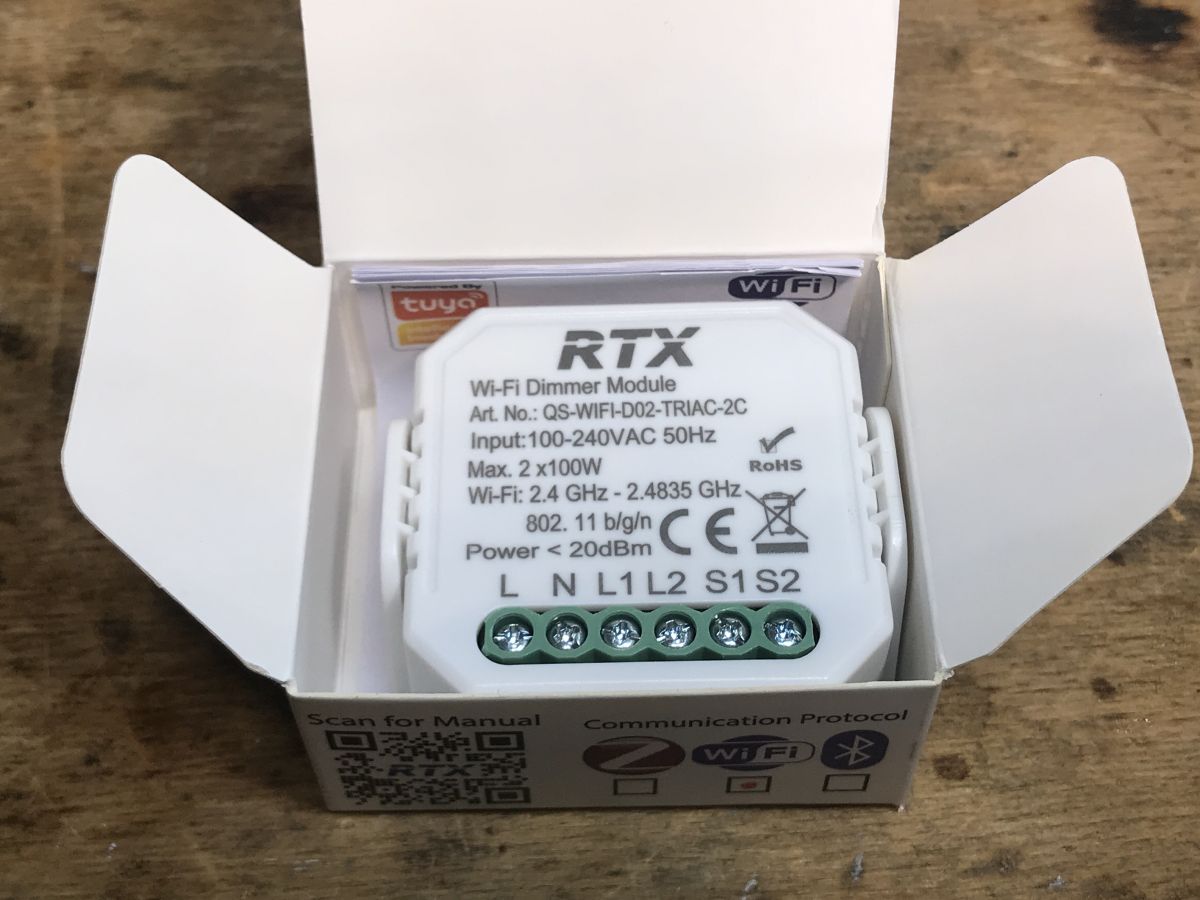 Powered By
tuya
WiFi
RTX
Wi-Fi Dimmer Module
Art. No.: QS-WIFI-D02-TRIAC-2C
Input:100-240VAC 50Hz
Max. 2 x100W
RoHS
Wi-Fi: 2.4 GHz - 2.4835 GHz
802. 11 b/g/n
CE
Power < 20dBm
L N L1 L2 S1 S2
Scan for Manual
RTX
Communication Protocol
Z WiFi